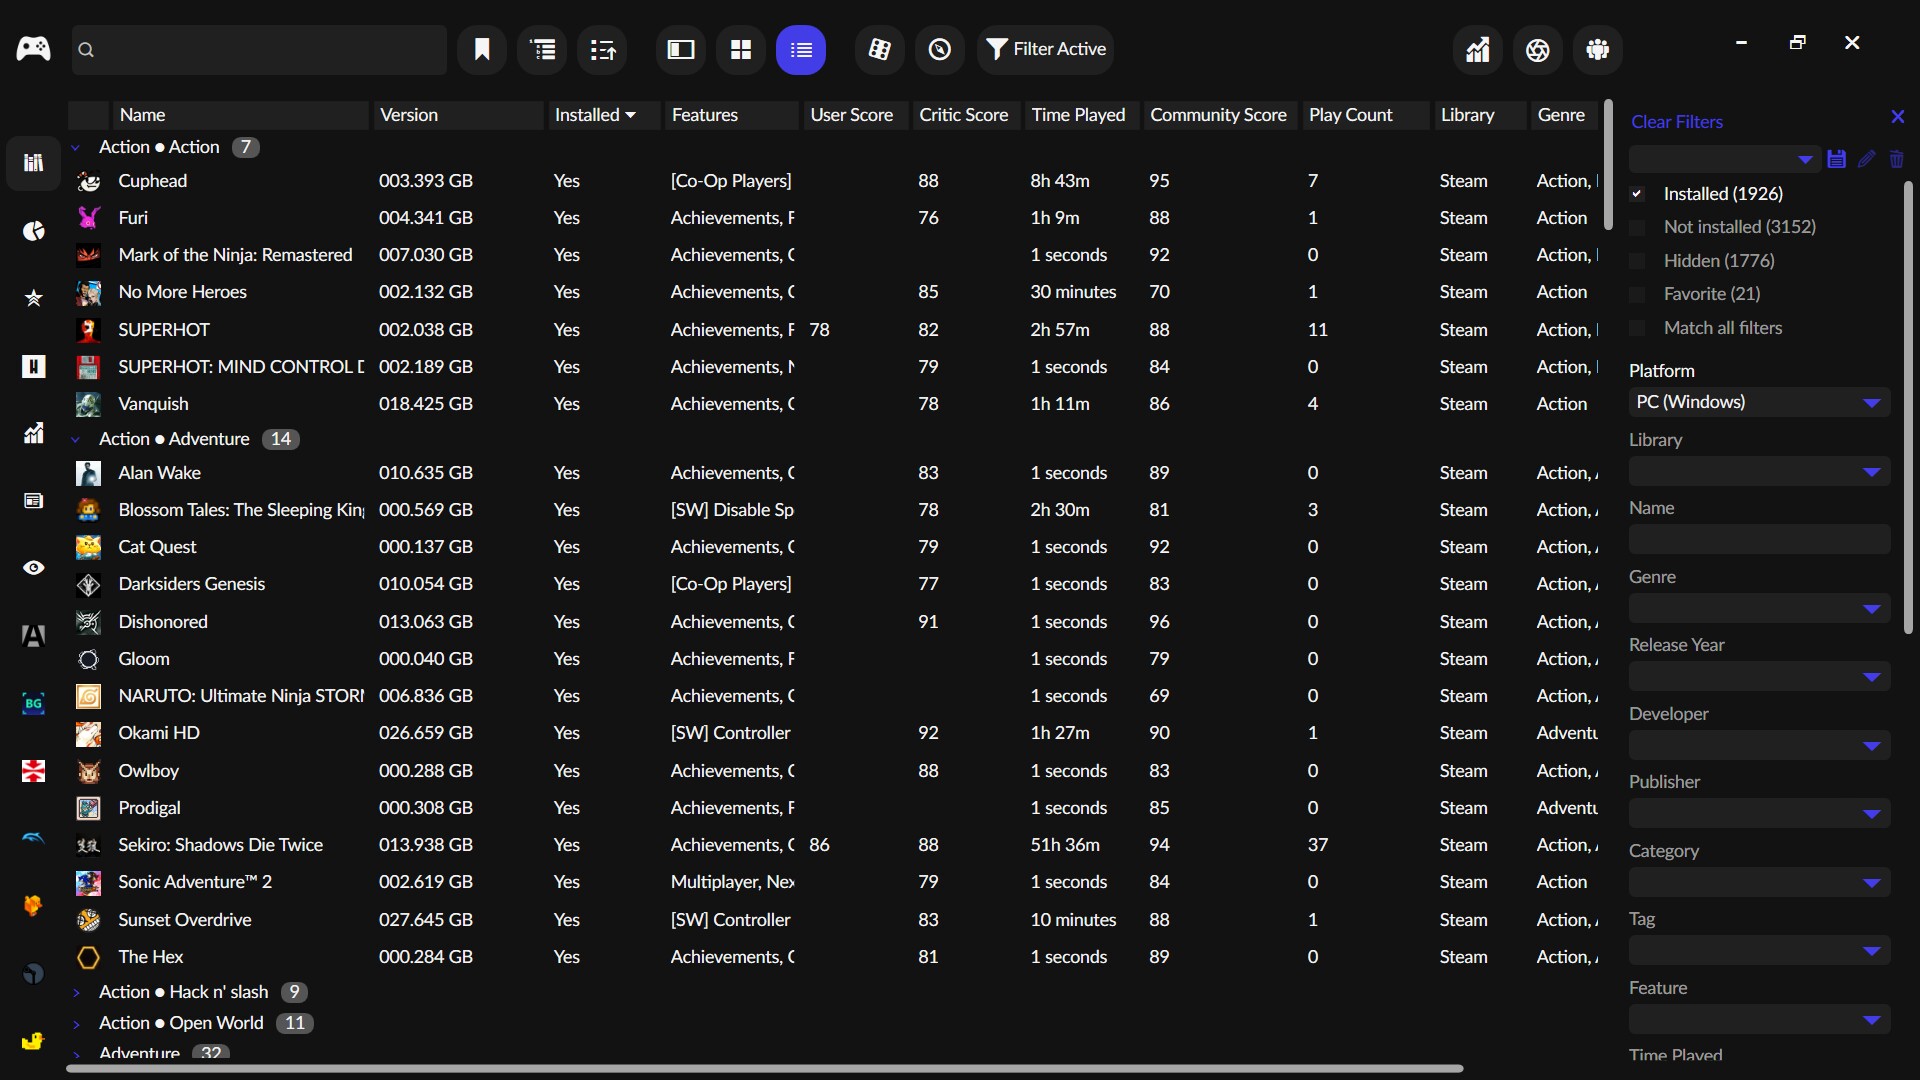 Filter Active
Name Version Installed Features User Score Critic Score Time Played Community Score Play Count Library Genre
Action ● Action 7
Cuphead 003.393 GB Yes [Co-Op Players] 88 8h 43m 95 7 Steam Action,
Furi 004.341 GB Yes Achievements, F 76 1h 9m 88 1 Steam Action
Mark of the Ninja: Remastered 007.030 GB Yes Achievements, C 1 seconds 92 0 Steam Action,
No More Heroes 002.132 GB Yes Achievements, C 85 30 minutes 70 1 Steam Action
SUPERHOT 002.038 GB Yes Achievements, F 78 82 2h 57m 88 11 Steam Action,
SUPERHOT: MIND CONTROL D 002.189 GB Yes Achievements, N 79 1 seconds 84 0 Steam Action,
Vanquish 018.425 GB Yes Achievements, C 78 1h 11m 86 4 Steam Action
Action ● Adventure 14
Alan Wake 010.635 GB Yes Achievements, C 83 1 seconds 89 0 Steam Action,
Blossom Tales: The Sleeping King 000.569 GB Yes [SW] Disable Sp 78 2h 30m 81 3 Steam Action,
Cat Quest 000.137 GB Yes Achievements, C 79 1 seconds 92 0 Steam Action,
Darksiders Genesis 010.054 GB Yes [Co-Op Players] 77 1 seconds 83 0 Steam Action,
Dishonored 013.063 GB Yes Achievements, C 91 1 seconds 96 0 Steam Action,
Gloom 000.040 GB Yes Achievements, F 1 seconds 79 0 Steam Action,
NARUTO: Ultimate Ninja STORM 006.836 GB Yes Achievements, C 1 seconds 69 0 Steam Action,
Okami HD 026.659 GB Yes [SW] Controller 92 1h 27m 90 1 Steam Adventu
Owlboy 000.288 GB Yes Achievements, C 88 1 seconds 83 0 Steam Action,
Prodigal 000.308 GB Yes Achievements, F 1 seconds 85 0 Steam Adventu
Sekiro: Shadows Die Twice 013.938 GB Yes Achievements, C 86 88 51h 36m 94 37 Steam Action,
Sonic Adventure™ 2 002.619 GB Yes Multiplayer, Nex 79 1 seconds 84 0 Steam Action
Sunset Overdrive 027.645 GB Yes [SW] Controller 83 10 minutes 88 1 Steam Action,
The Hex 000.284 GB Yes Achievements, C 81 1 seconds 89 0 Steam Action,
Action ● Hack n' slash 9
Action ● Open World 11
Adventure 32
BG
Clear Filters
Installed (1926)
Not installed (3152)
Hidden (1776)
Favorite (21)
Match all filters
Platform
PC (Windows)
Library
Name
Genre
Release Year
Developer
Publisher
Category
Tag
Feature
Time Played